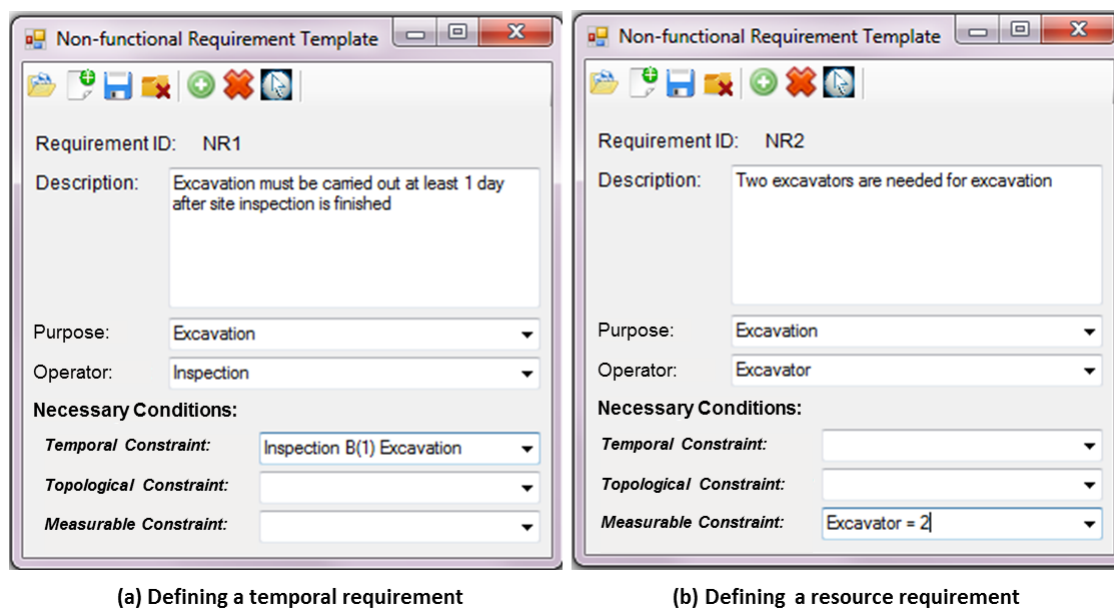 Non-functional Requirement Template
Requirement ID: NR1
Description: Excavation must be carried out at least 1 day
after site inspection is finished
Purpose: Excavation
Operator: Inspection
Necessary Conditions:
Temporal Constraint: Inspection B(1) Excavation
Topological Constraint:
Measurable Constraint:
(a) Defining a temporal requirement
Non-functional Requirement Template
Requirement ID: NR2
Description: Two excavators are needed for excavation
Purpose: Excavation
Operator: Excavator
Necessary Conditions:
Temporal Constraint:
Topological Constraint:
Measurable Constraint: Excavator = 2
(b) Defining a resource requirement